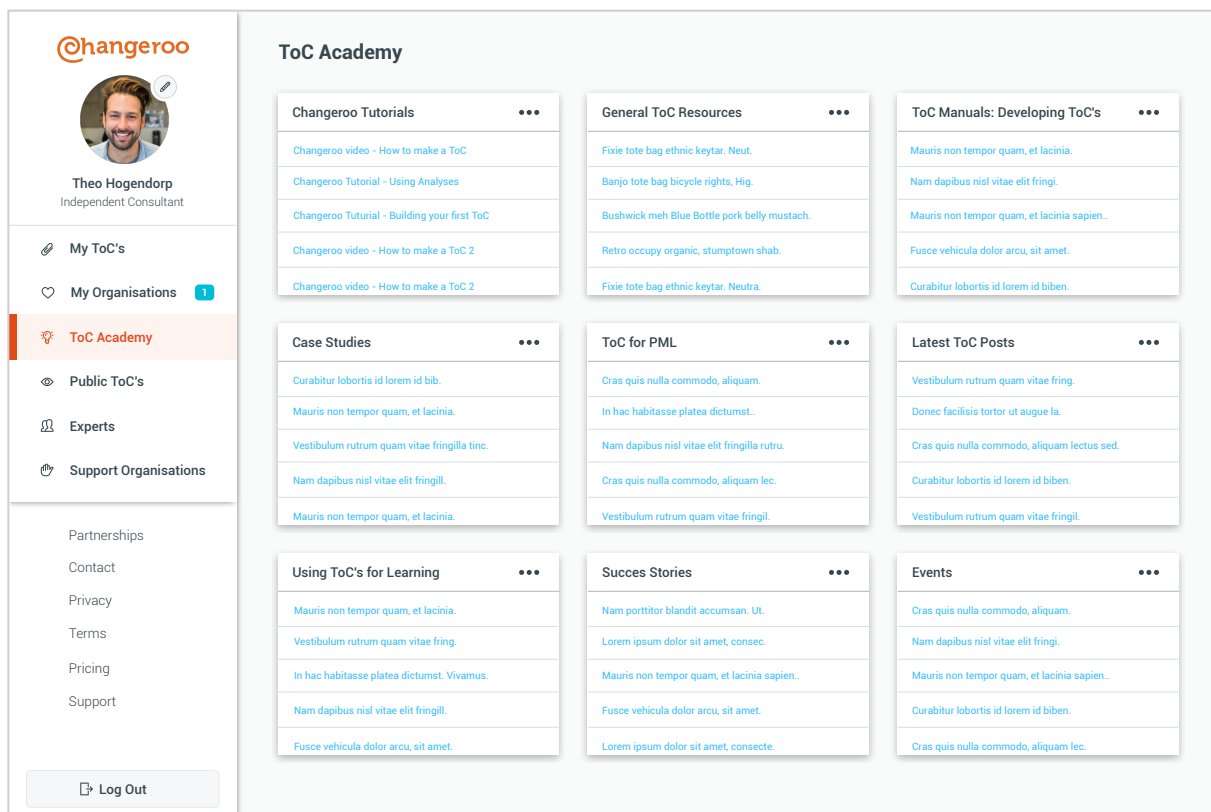 Changeroo
Theo Hogendorp
Independent Consultant
My ToC's
My Organisations 1
ToC Academy
Public ToC's
Experts
Support Organisations
Partnerships
Contact
Privacy
Terms
Pricing
Support
Log Out
ToC Academy
Changeroo Tutorials
Changeroo video - How to make a ToC
Changeroo Tutorial - Using Analyses
Changeroo Tuturial - Building your first ToC
Changeroo video - How to make a ToC 2
Changeroo video - How to make a ToC 2
General ToC Resources
Fixie tote bag ethnic keytar. Neut.
Banjo tote bag bicycle rights, Hig.
Bushwick meh Blue Bottle pork belly mustach.
Retro occupy organic, stumptown shab.
Fixie tote bag ethnic keytar. Neutra.
ToC Manuals: Developing ToC's
Mauris non tempor quam, et lacinia.
Nam dapibus nisl vitae elit fringi.
Mauris non tempor quam, et lacinia sapien..
Fusce vehicula dolor arcu, sit amet.
Curabitur lobortis id lorem id biben.
Case Studies
Curabitur lobortis id lorem id bib.
Mauris non tempor quam, et lacinia.
Vestibulum rutrum quam vitae fringilla tinc.
Nam dapibus nisl vitae elit fringill.
Mauris non tempor quam, et lacinia.
ToC for PML
Cras quis nulla commodo, aliquam.
In hac habitasse platea dictumst..
Nam dapibus nisl vitae elit fringilla rutru.
Cras quis nulla commodo, aliquam lec.
Vestibulum rutrum quam vitae fringil.
Latest ToC Posts
Vestibulum rutrum quam vitae fring.
Donec facilisis tortor ut augue la.
Cras quis nulla commodo, aliquam lectus sed.
Curabitur lobortis id lorem id biben.
Vestibulum rutrum quam vitae fringil.
Using ToC's for Learning
Mauris non tempor quam, et lacinia.
Vestibulum rutrum quam vitae fring.
In hac habitasse platea dictumst. Vivamus.
Nam dapibus nisl vitae elit fringill.
Fusce vehicula dolor arcu, sit amet.
Succes Stories
Nam porttitor blandit accumsan. Ut.
Lorem ipsum dolor sit amet, consec.
Mauris non tempor quam, et lacinia sapien..
Fusce vehicula dolor arcu, sit amet.
Lorem ipsum dolor sit amet, consecte.
Events
Cras quis nulla commodo, aliquam.
Nam dapibus nisl vitae elit fringi.
Mauris non tempor quam, et lacinia sapien..
Curabitur lobortis id lorem id biben.
Cras quis nulla commodo, aliquam lec.